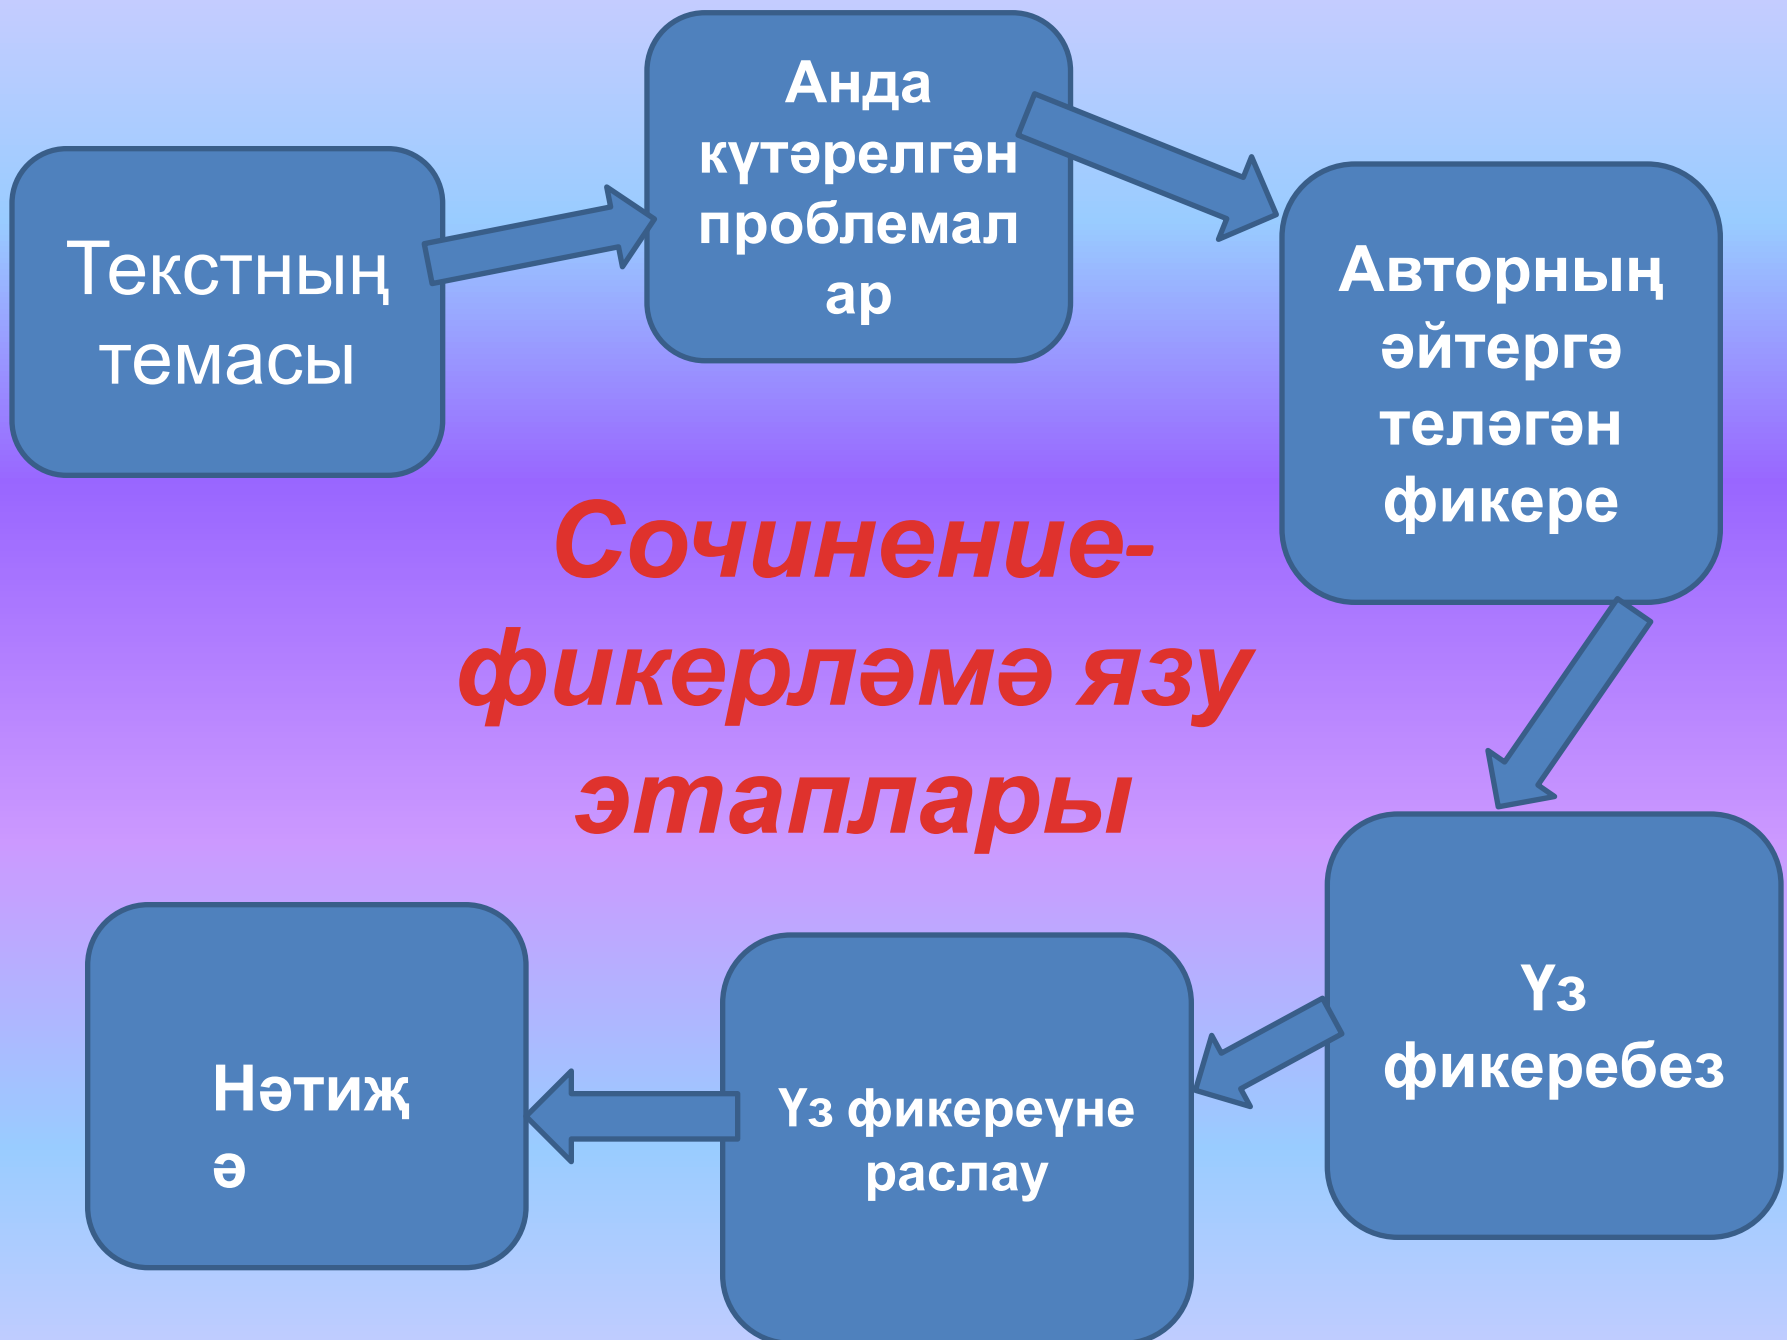 Текстның
темасы
Анда
күтәрелгән
проблемал
ар
Авторның
әйтергә
теләгән
фикере
Сочинение-
фикерләмә язу
этаплары
Үз
фикеребез
Үз фикереүне
раслау
Нәтиҗ
ә